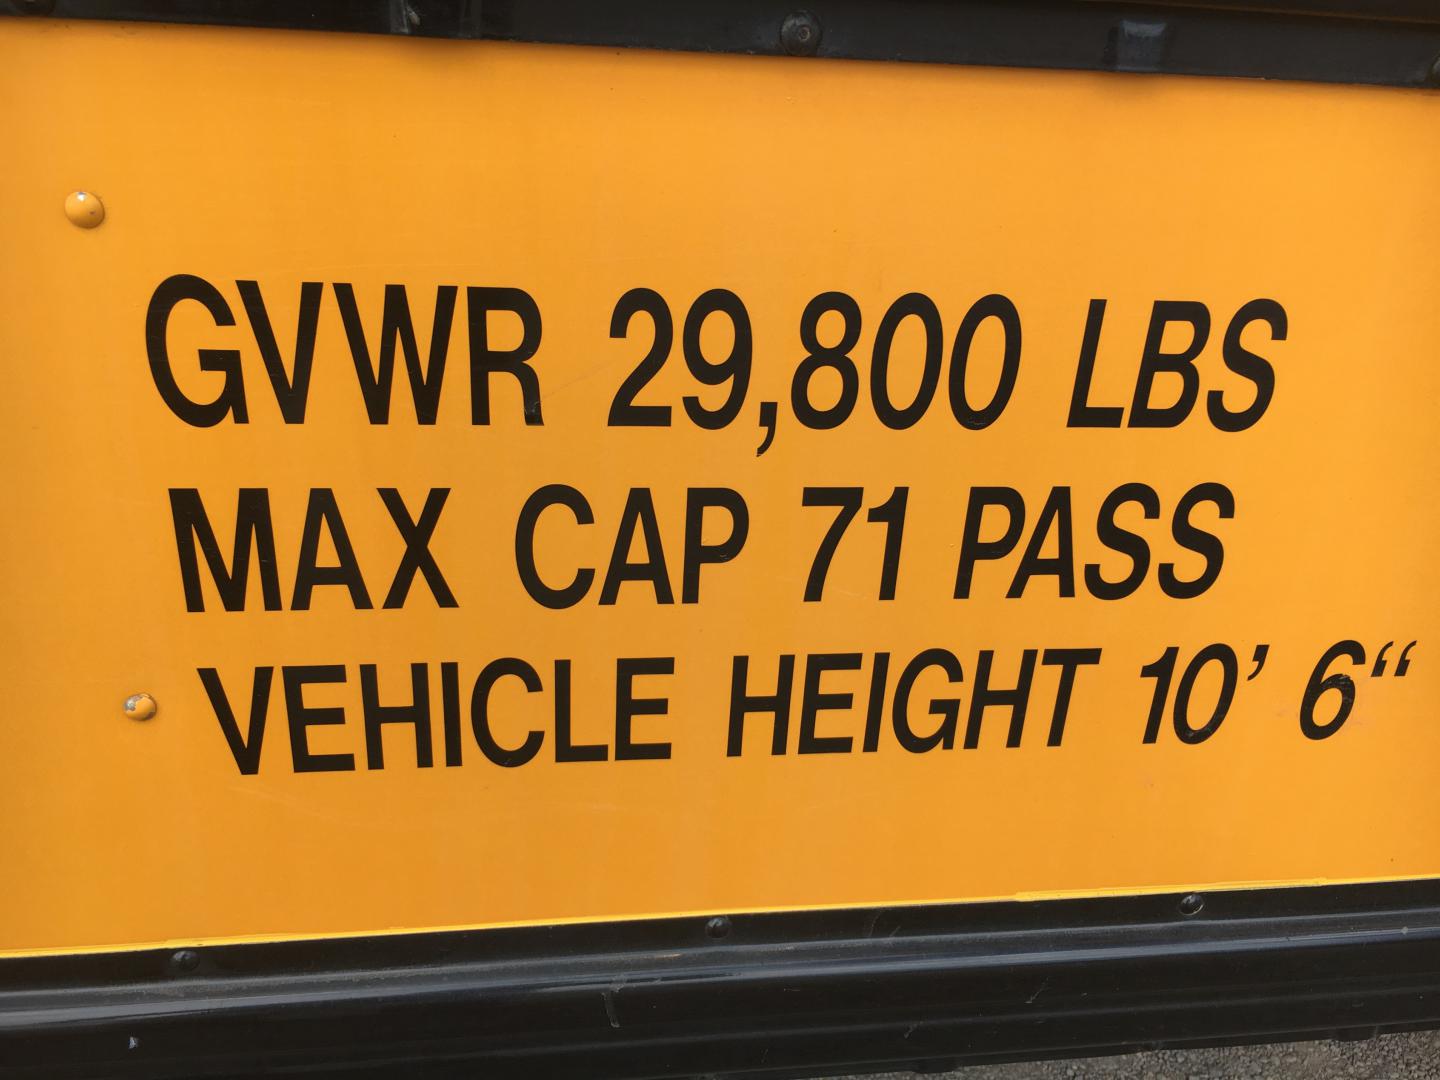 GVWR 29,800 LBS
MAX CAP 71 PASS
VEHICLE HEIGHT 10’ 6“